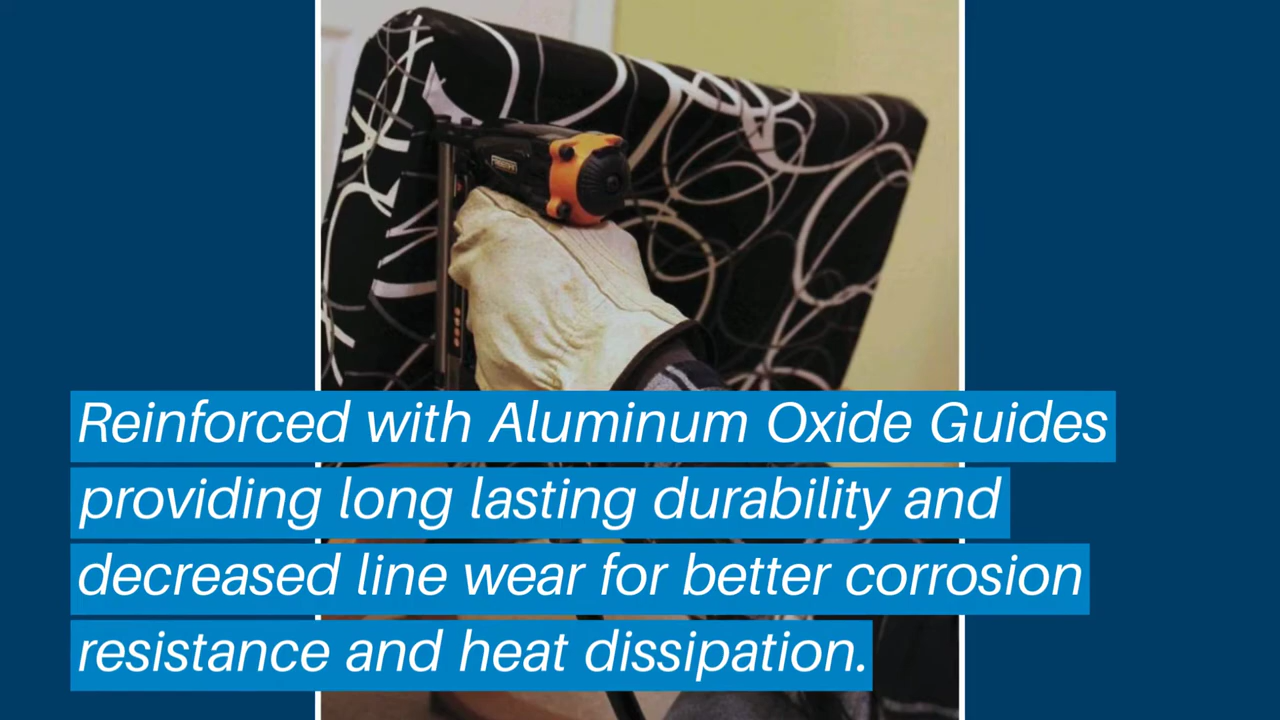 Reinforced with Aluminum Oxide Guides
providing long lasting durability and
decreased line wear for better corrosion
resistance and heat dissipation.